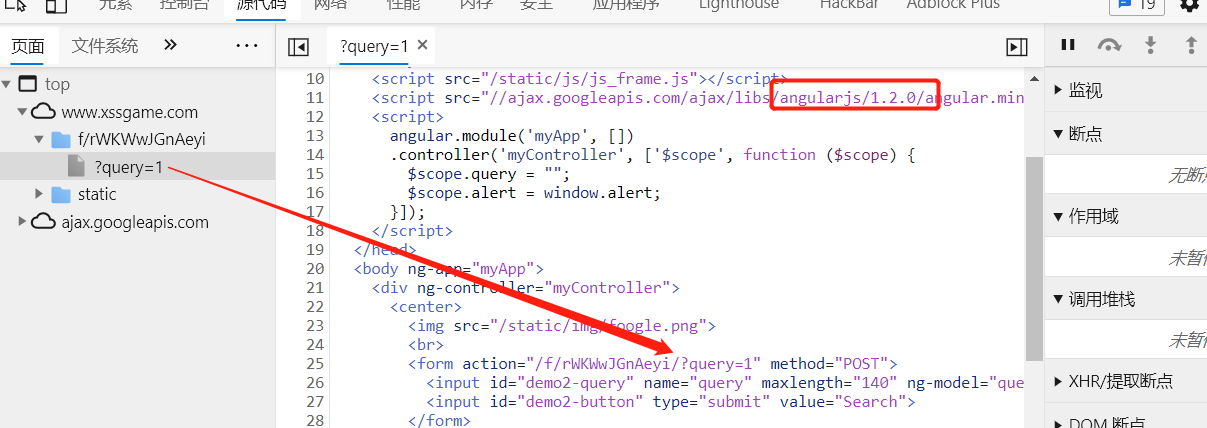 元素 控制台 源代码 网络 性能 内存 安全 应用程序 Lighthouse HackBar Adblock Plus 19
页面 文件系统 ?query=1
top
www.xssgame.com
f/rWKWwJGnAeyi
?query=1
static
ajax.googleapis.com
10 <script src="/static/js/js_frame.js"></script>
11 <script src="//ajax.googleapis.com/ajax/libs/angularjs/1.2.0/angular.min
12 <script>
13 angular.module('myApp', [])
14 .controller('myController', ['$scope', function ($scope) {
15 $scope.query = "";
16 $scope.alert = window.alert;
17 }]);
18 </script>
19 </head>
20 <body ng-app="myApp">
21 <div ng-controller="myController">
22 <center>
23 <img src="/static/img/foogle.png">
24 <br>
25 <form action="/f/rWKWwJGnAeyi/?query=1" method="POST">
26 <input id="demo2-query" name="query" maxlength="140" ng-model="que
27 <input id="demo2-button" type="submit" value="Search">
28 </form>
监视
断点
无断
作用域
未暂
调用堆栈
未暂
XHR/提取断点
DOM 断点